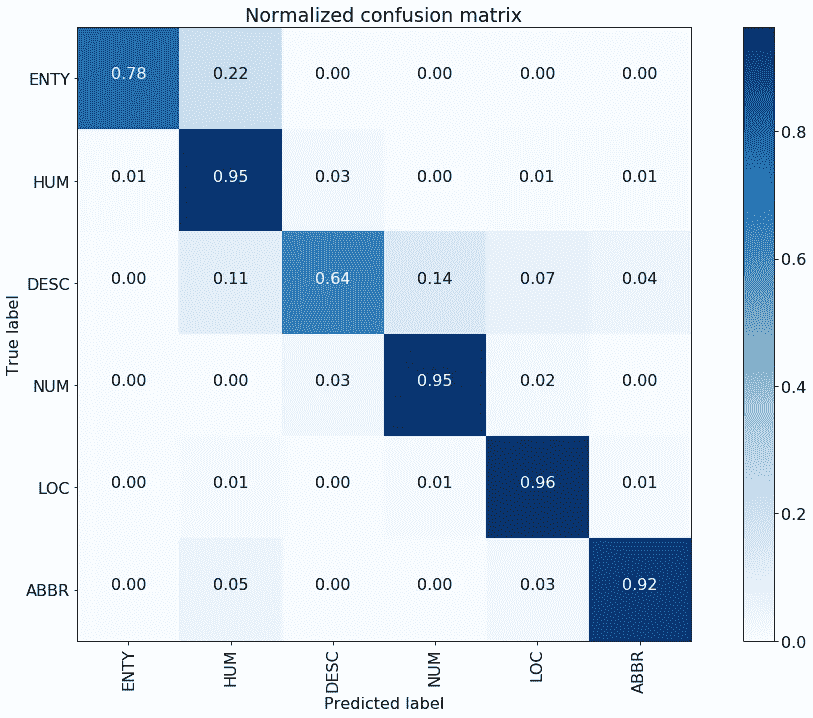 Normalized confusion matrix
ENTY 0.78 0.22 0.00 0.00 0.00 0.00
HUM 0.01 0.95 0.03 0.00 0.01 0.01
DESC 0.00 0.11 0.64 0.14 0.07 0.04
NUM 0.00 0.00 0.03 0.95 0.02 0.00
LOC 0.00 0.01 0.00 0.01 0.96 0.01
ABBR 0.00 0.05 0.00 0.00 0.03 0.92
True label
ENTY HUM DESC NUM LOC ABBR
Predicted label
0.8
0.6
0.4
0.2
0.0